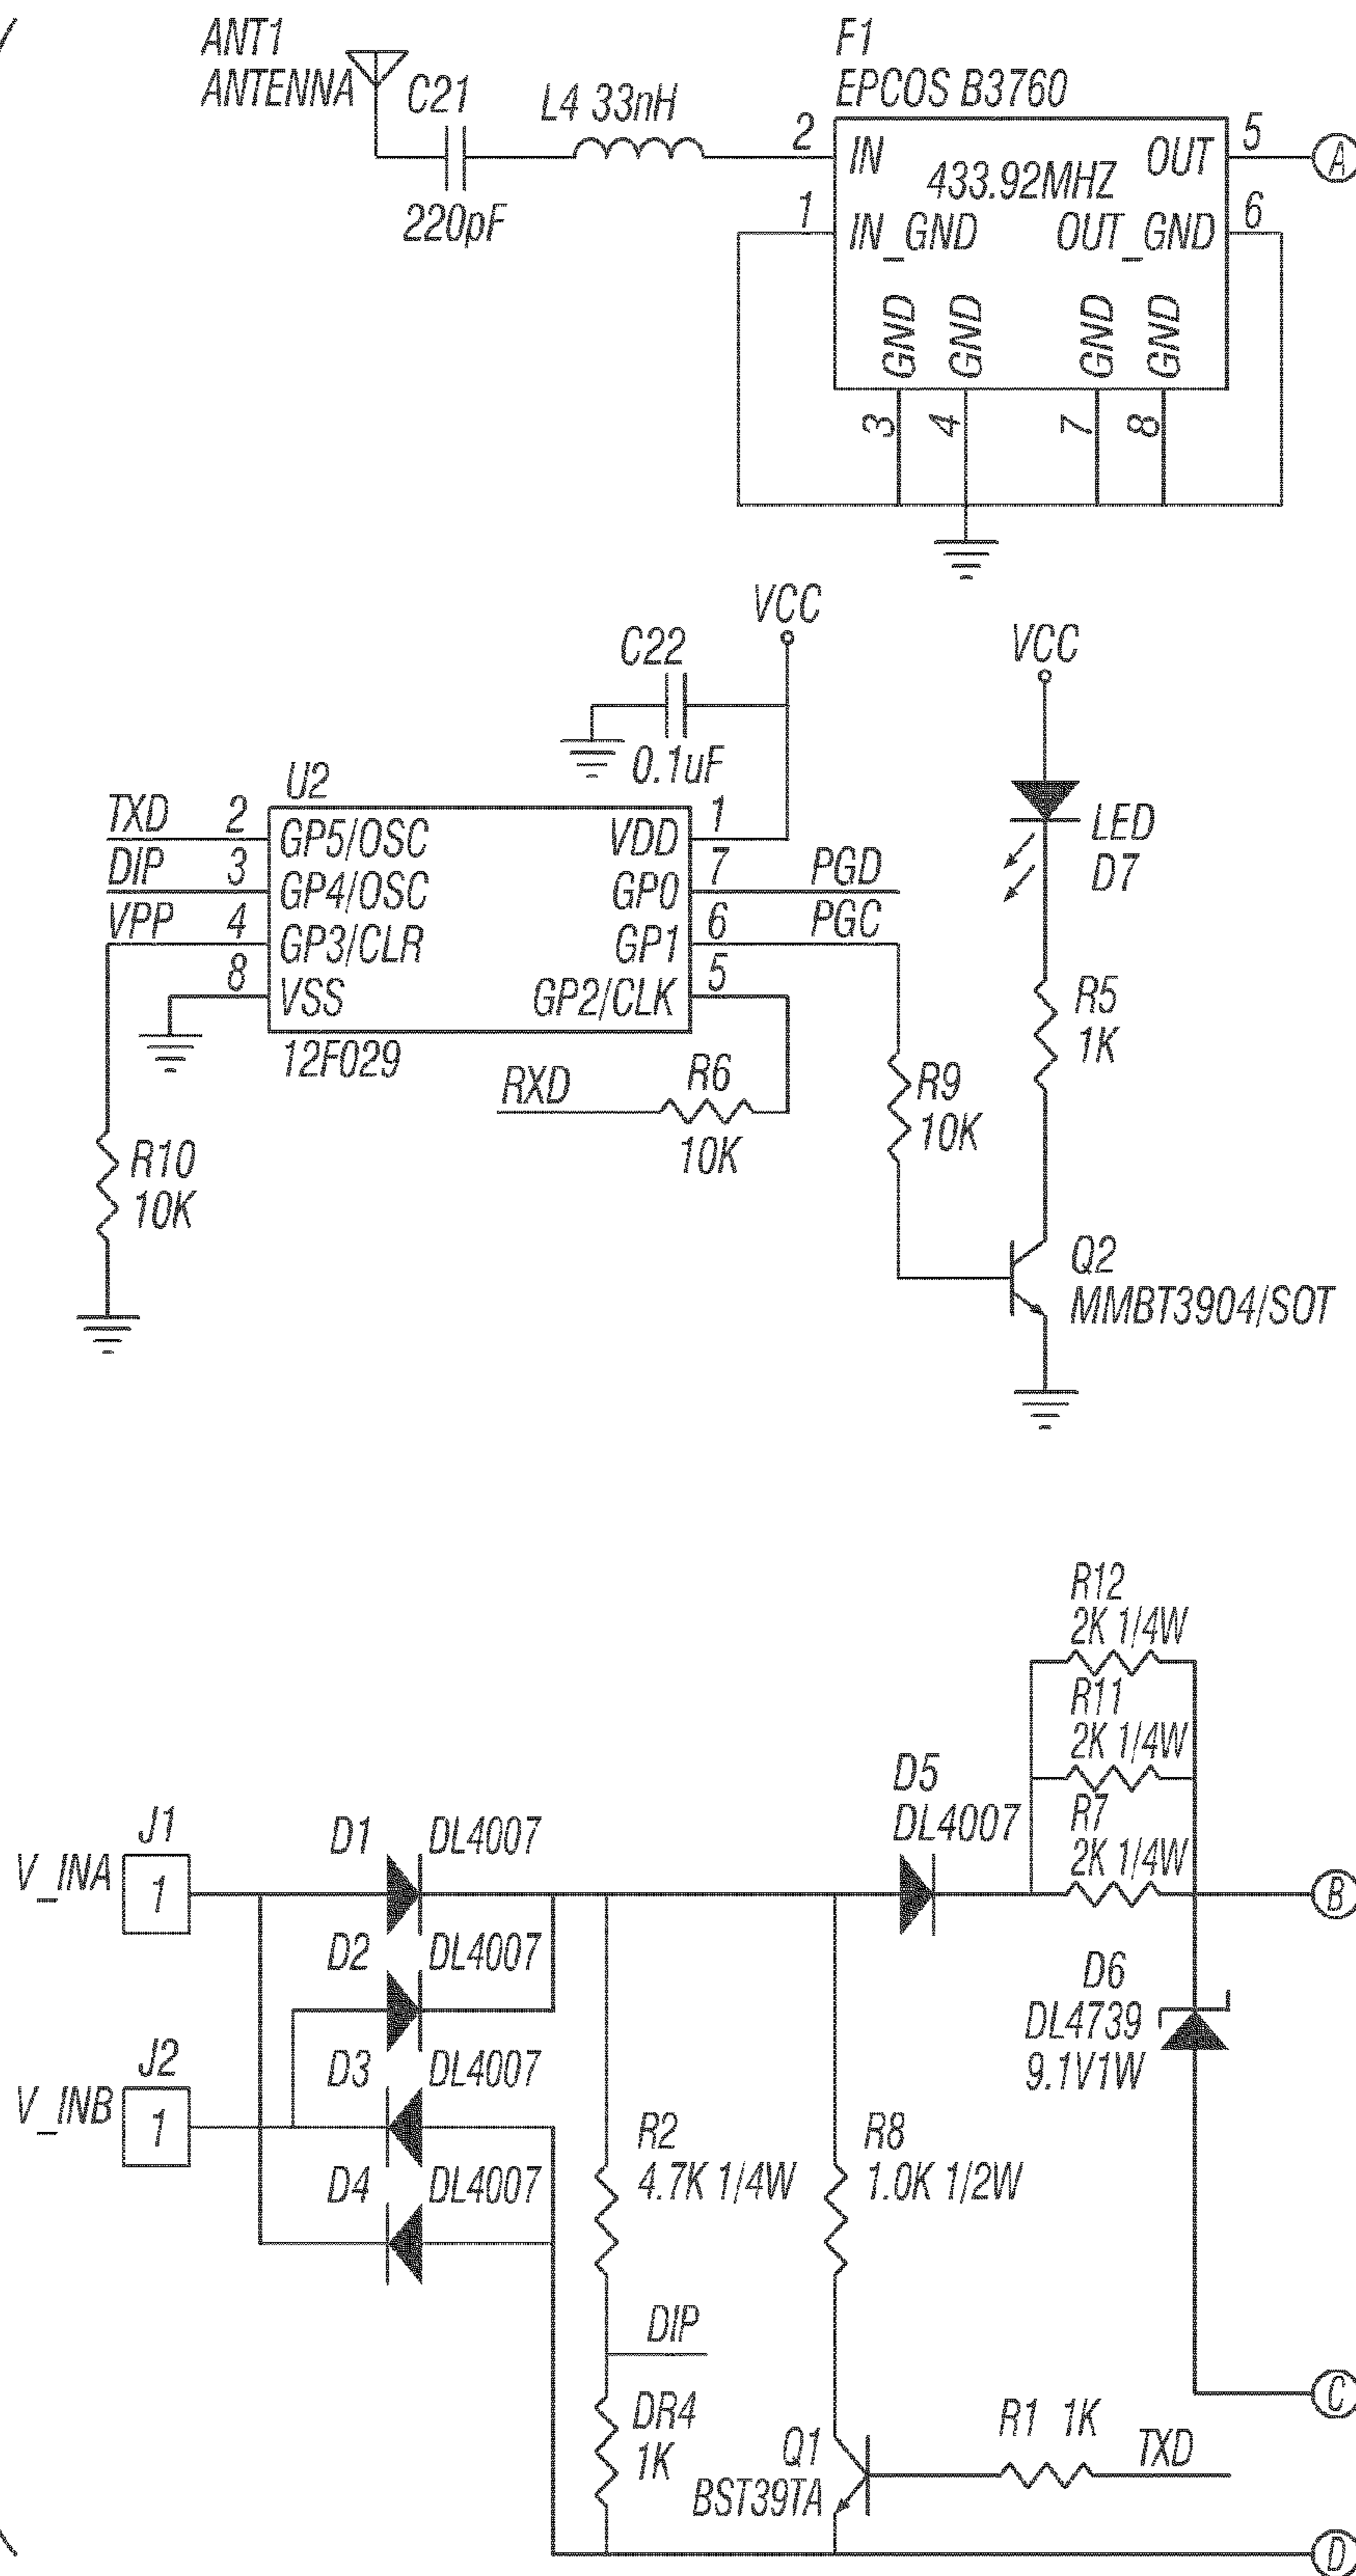 ANT1
ANTENNA
C21
220pF
L4 33nH
F1
EPCOS B3760
2
IN
433.92MHZ
OUT
5
A
1
IN_GND
OUT_GND
6
GND
GND
GND
GND
3
4
7
8
VCC
C22
0.1uF
VCC
LED
D7
U2
TXD
2
GP5/OSC
VDD
1
DIP
3
GP4/OSC
GP0
7
PGD
VPP
4
GP3/CLR
GP1
6
PGC
8
VSS
GP2/CLK
5
12F029
RXD
R6
10K
R9
10K
R5
1K
R10
10K
Q2
MMBT3904/SOT
R12
2K 1/4W
R11
2K 1/4W
R7
2K 1/4W
D5
DL4007
J1
V_INA
1
D1
DL4007
B
D2
DL4007
D6
DL4739
9.1V1W
J2
V_INB
1
D3
DL4007
D4
DL4007
R2
4.7K 1/4W
R8
1.0K 1/2W
DIP
DR4
1K
C
Q1
BST39TA
R1 1K
TXD
D